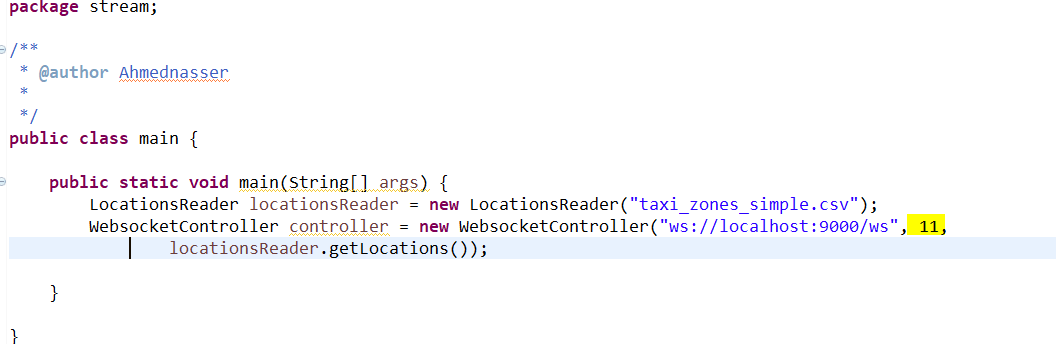 package stream;
/**
 * @author Ahmednasser
 *
 */
public class main {
    public static void main(String[] args) {
        LocationsReader locationsReader = new LocationsReader("taxi_zones_simple.csv");
        WebsocketController controller = new WebsocketController("ws://localhost:9000/ws", 11,
                locationsReader.getLocations());
    }
}